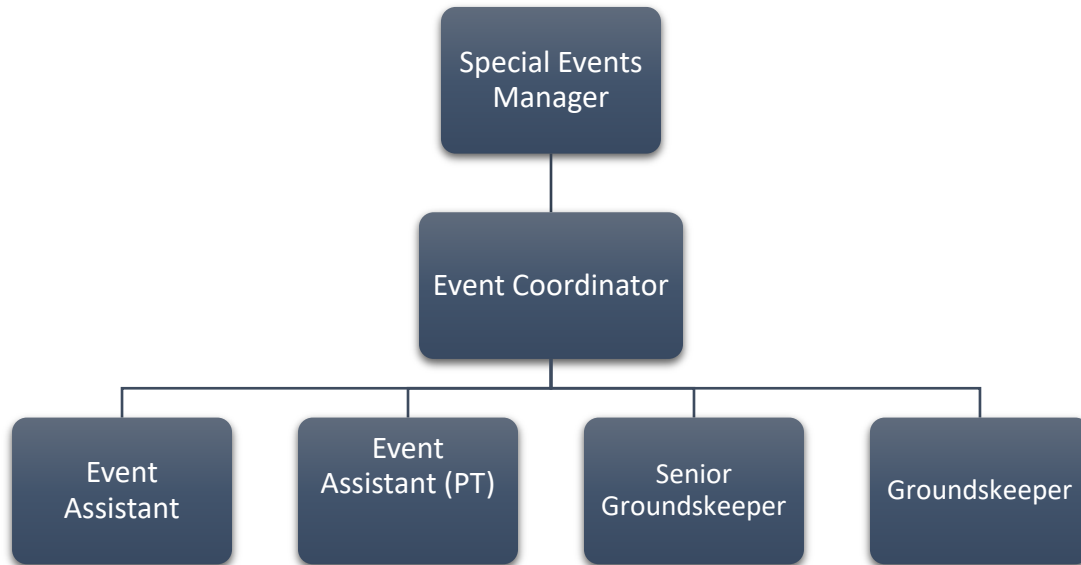 Special Events
Manager
Event Coordinator
Event
Assistant
Event
Assistant (PT)
Senior
Groundskeeper
Groundskeeper